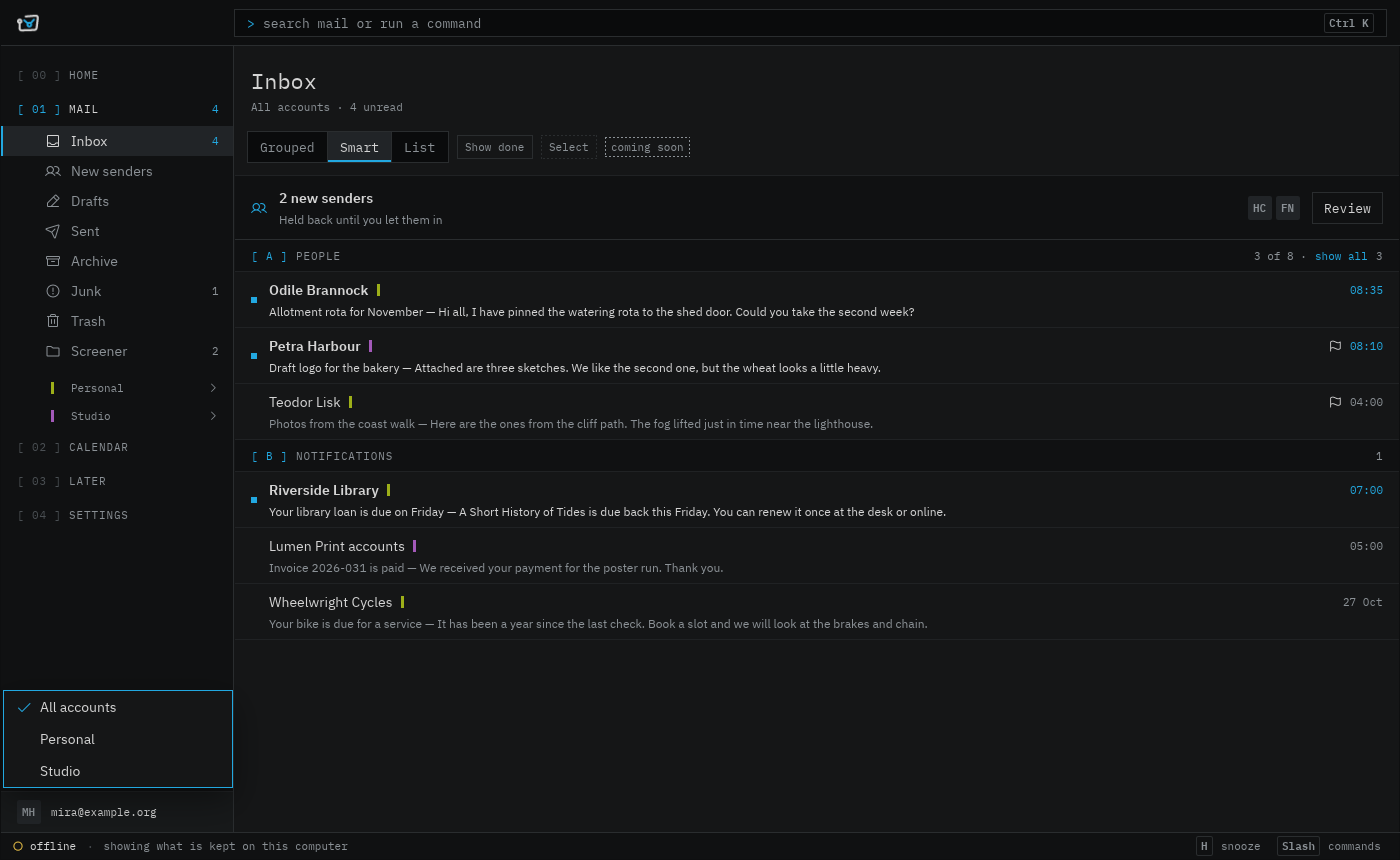 > search mail or run a command Ctrl K
[ 00 ] HOME
[ 01 ] MAIL 4
Inbox 4
New senders
Drafts
Sent
Archive
Junk 1
Trash
Screener 2
Personal
Studio
[ 02 ] CALENDAR
[ 03 ] LATER
[ 04 ] SETTINGS
All accounts
Personal
Studio
MH mira@example.org
Inbox
All accounts · 4 unread
Grouped Smart List Show done Select coming soon
2 new senders
Held back until you let them in
HC FN Review
[ A ] PEOPLE 3 of 8 · show all 3
Odile Brannock 08:35
Allotment rota for November — Hi all, I have pinned the watering rota to the shed door. Could you take the second week?
Petra Harbour 08:10
Draft logo for the bakery — Attached are three sketches. We like the second one, but the wheat looks a little heavy.
Teodor Lisk 04:00
Photos from the coast walk — Here are the ones from the cliff path. The fog lifted just in time near the lighthouse.
[ B ] NOTIFICATIONS 1
Riverside Library 07:00
Your library loan is due on Friday — A Short History of Tides is due back this Friday. You can renew it once at the desk or online.
Lumen Print accounts 05:00
Invoice 2026-031 is paid — We received your payment for the poster run. Thank you.
Wheelwright Cycles 27 Oct
Your bike is due for a service — It has been a year since the last check. Book a slot and we will look at the brakes and chain.
offline · showing what is kept on this computer H snooze Slash commands